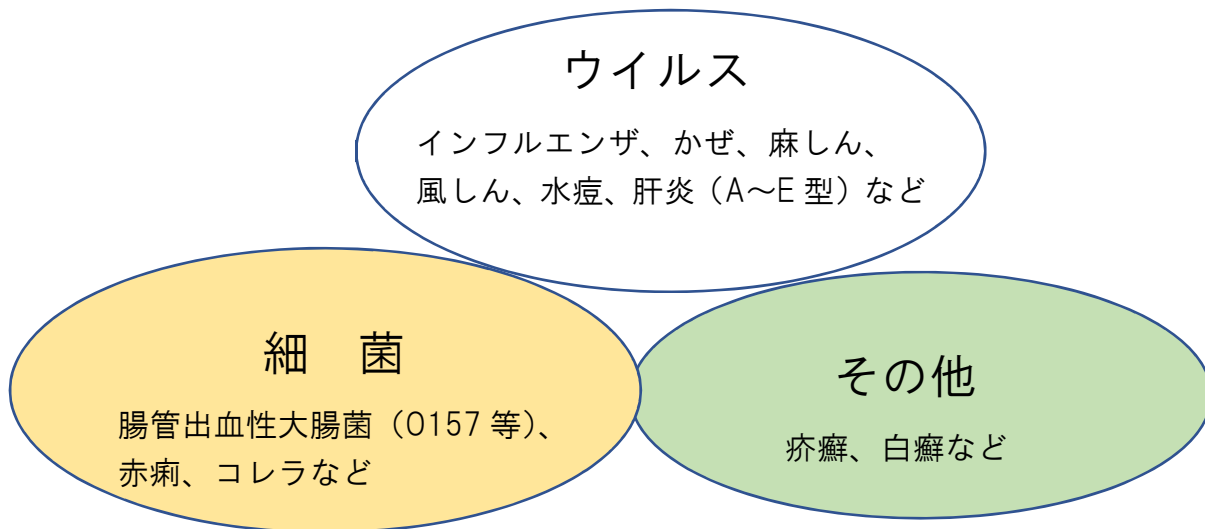 ウイルス
インフルエンザ、かぜ、麻しん、
風しん、水痘、肝炎（A～E 型）など
細　菌
腸管出血性大腸菌（O157 等）、
赤痢、コレラなど
その他
疥癬、白癬など